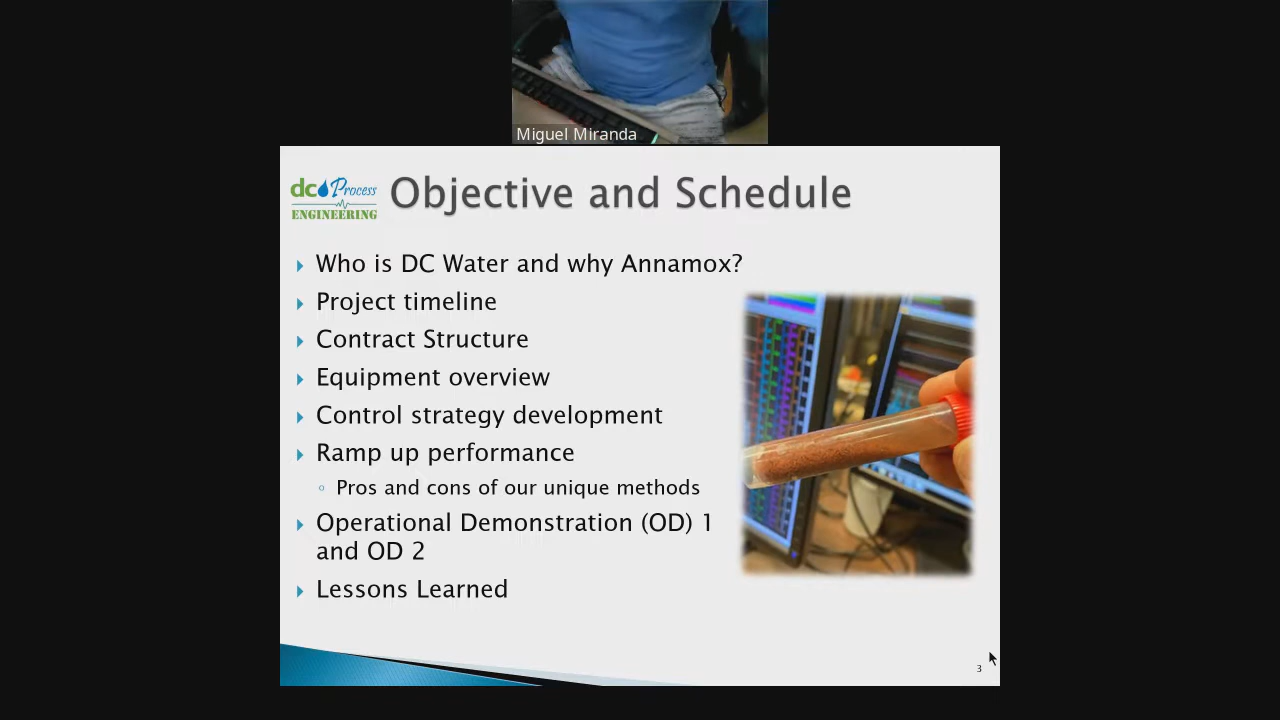 Miguel Miranda
dc Process
ENGINEERING
Objective and Schedule
Who is DC Water and why Annamox?
Project timeline
Contract Structure
Equipment overview
Control strategy development
Ramp up performance
Pros and cons of our unique methods
Operational Demonstration (OD) 1
and OD 2
Lessons Learned
3